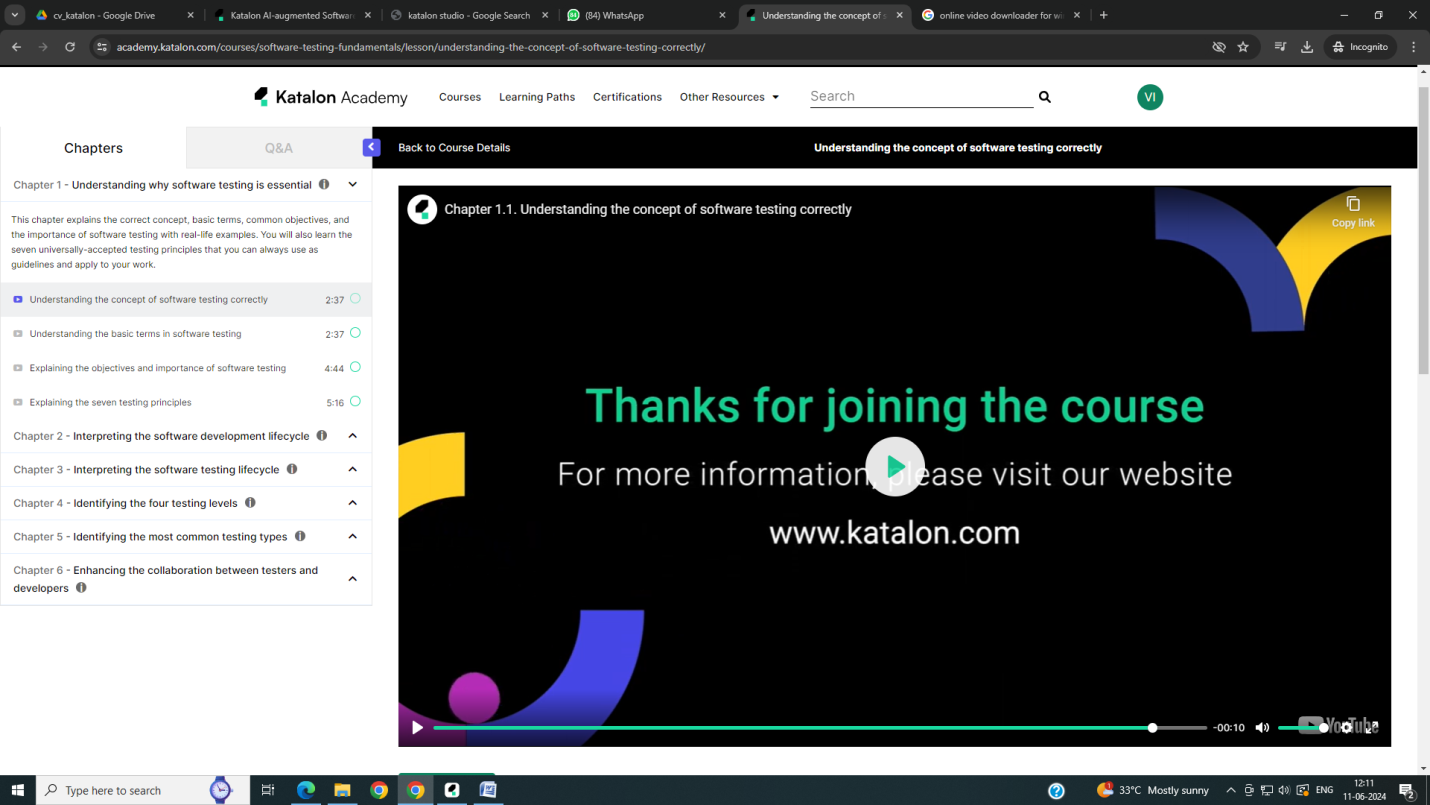 cv_katalon - Google Drive
Katalon AI-augmented Softwar
katalon studio - Google Search
(84) WhatsApp
Understanding the concept of s
online video downloader for wi
academy.katalon.com/courses/software-testing-fundamentals/lesson/understanding-the-concept-of-software-testing-correctly/
Incognito
Katalon Academy
Courses
Learning Paths
Certifications
Other Resources
Search
VI
Chapters
Q&A
Back to Course Details
Understanding the concept of software testing correctly
Chapter 1 - Understanding why software testing is essential
This chapter explains the correct concept, basic terms, common objectives, and
the importance of software testing with real-life examples. You will also learn the
seven universally-accepted testing principles that you can always use as
guidelines and apply to your work.
Understanding the concept of software testing correctly 2:37
Understanding the basic terms in software testing 2:37
Explaining the objectives and importance of software testing 4:44
Explaining the seven testing principles 5:16
Chapter 2 - Interpreting the software development lifecycle
Chapter 3 - Interpreting the software testing lifecycle
Chapter 4 - Identifying the four testing levels
Chapter 5 - Identifying the most common testing types
Chapter 6 - Enhancing the collaboration between testers and
developers
Chapter 1.1. Understanding the concept of software testing correctly
Copy link
Thanks for joining the course
For more information, please visit our website
www.katalon.com
-00:10
YouTube
Type here to search
33°C Mostly sunny
ENG
12:11
11-06-2024
2